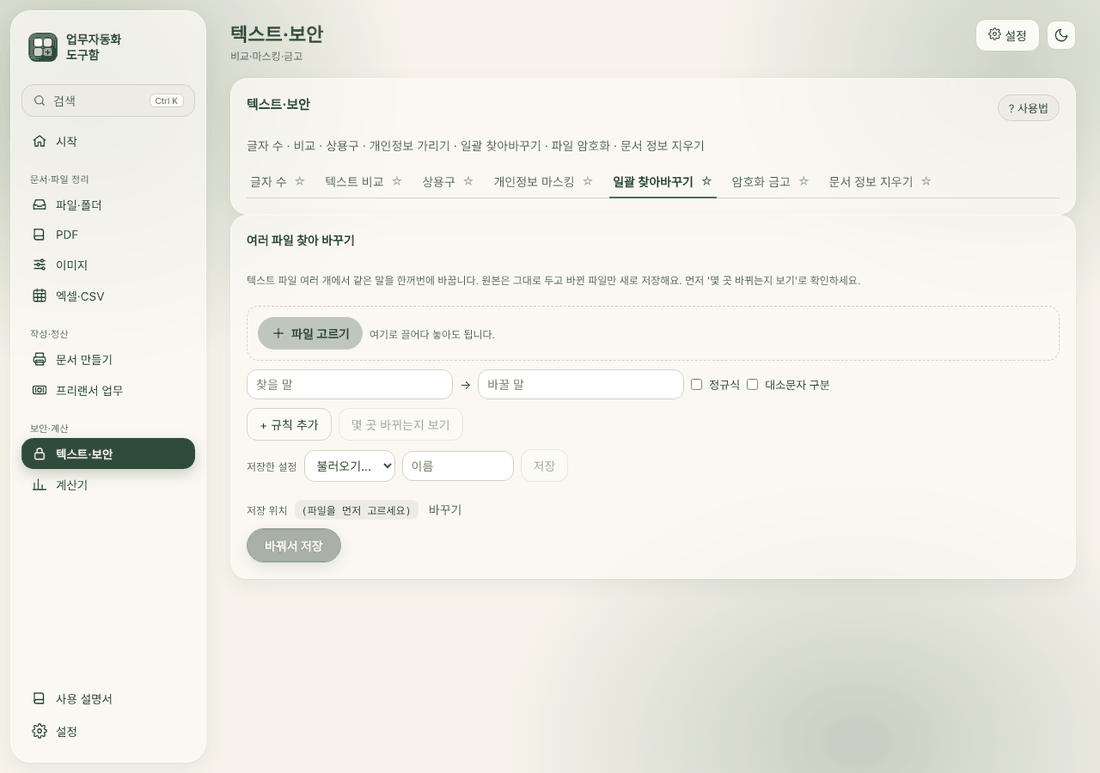 업무자동화
도구함
검색 Ctrl K
시작
문서·파일 정리
파일·폴더
PDF
이미지
엑셀·CSV
작성·정산
문서 만들기
프리랜서 업무
보안·계산
텍스트·보안
계산기
사용 설명서
설정
텍스트·보안
비교·마스킹·금고
설정
텍스트·보안
? 사용법
글자 수 · 비교 · 상용구 · 개인정보 가리기 · 일괄 찾아바꾸기 · 파일 암호화 · 문서 정보 지우기
글자 수 ☆ 텍스트 비교 ☆ 상용구 ☆ 개인정보 마스킹 ☆ 일괄 찾아바꾸기 ☆ 암호화 금고 ☆ 문서 정보 지우기 ☆
여러 파일 찾아 바꾸기
텍스트 파일 여러 개에서 같은 말을 한꺼번에 바꿉니다. 원본은 그대로 두고 바뀐 파일만 새로 저장해요. 먼저 '몇 곳 바뀌는지 보기'로 확인하세요.
+ 파일 고르기 여기로 끌어다 놓아도 됩니다.
찾을 말 → 바꿀 말 정규식 대소문자 구분
+ 규칙 추가 몇 곳 바뀌는지 보기
저장한 설정 불러오기... 이름 저장
저장 위치 (파일을 먼저 고르세요) 바꾸기
바꿔서 저장